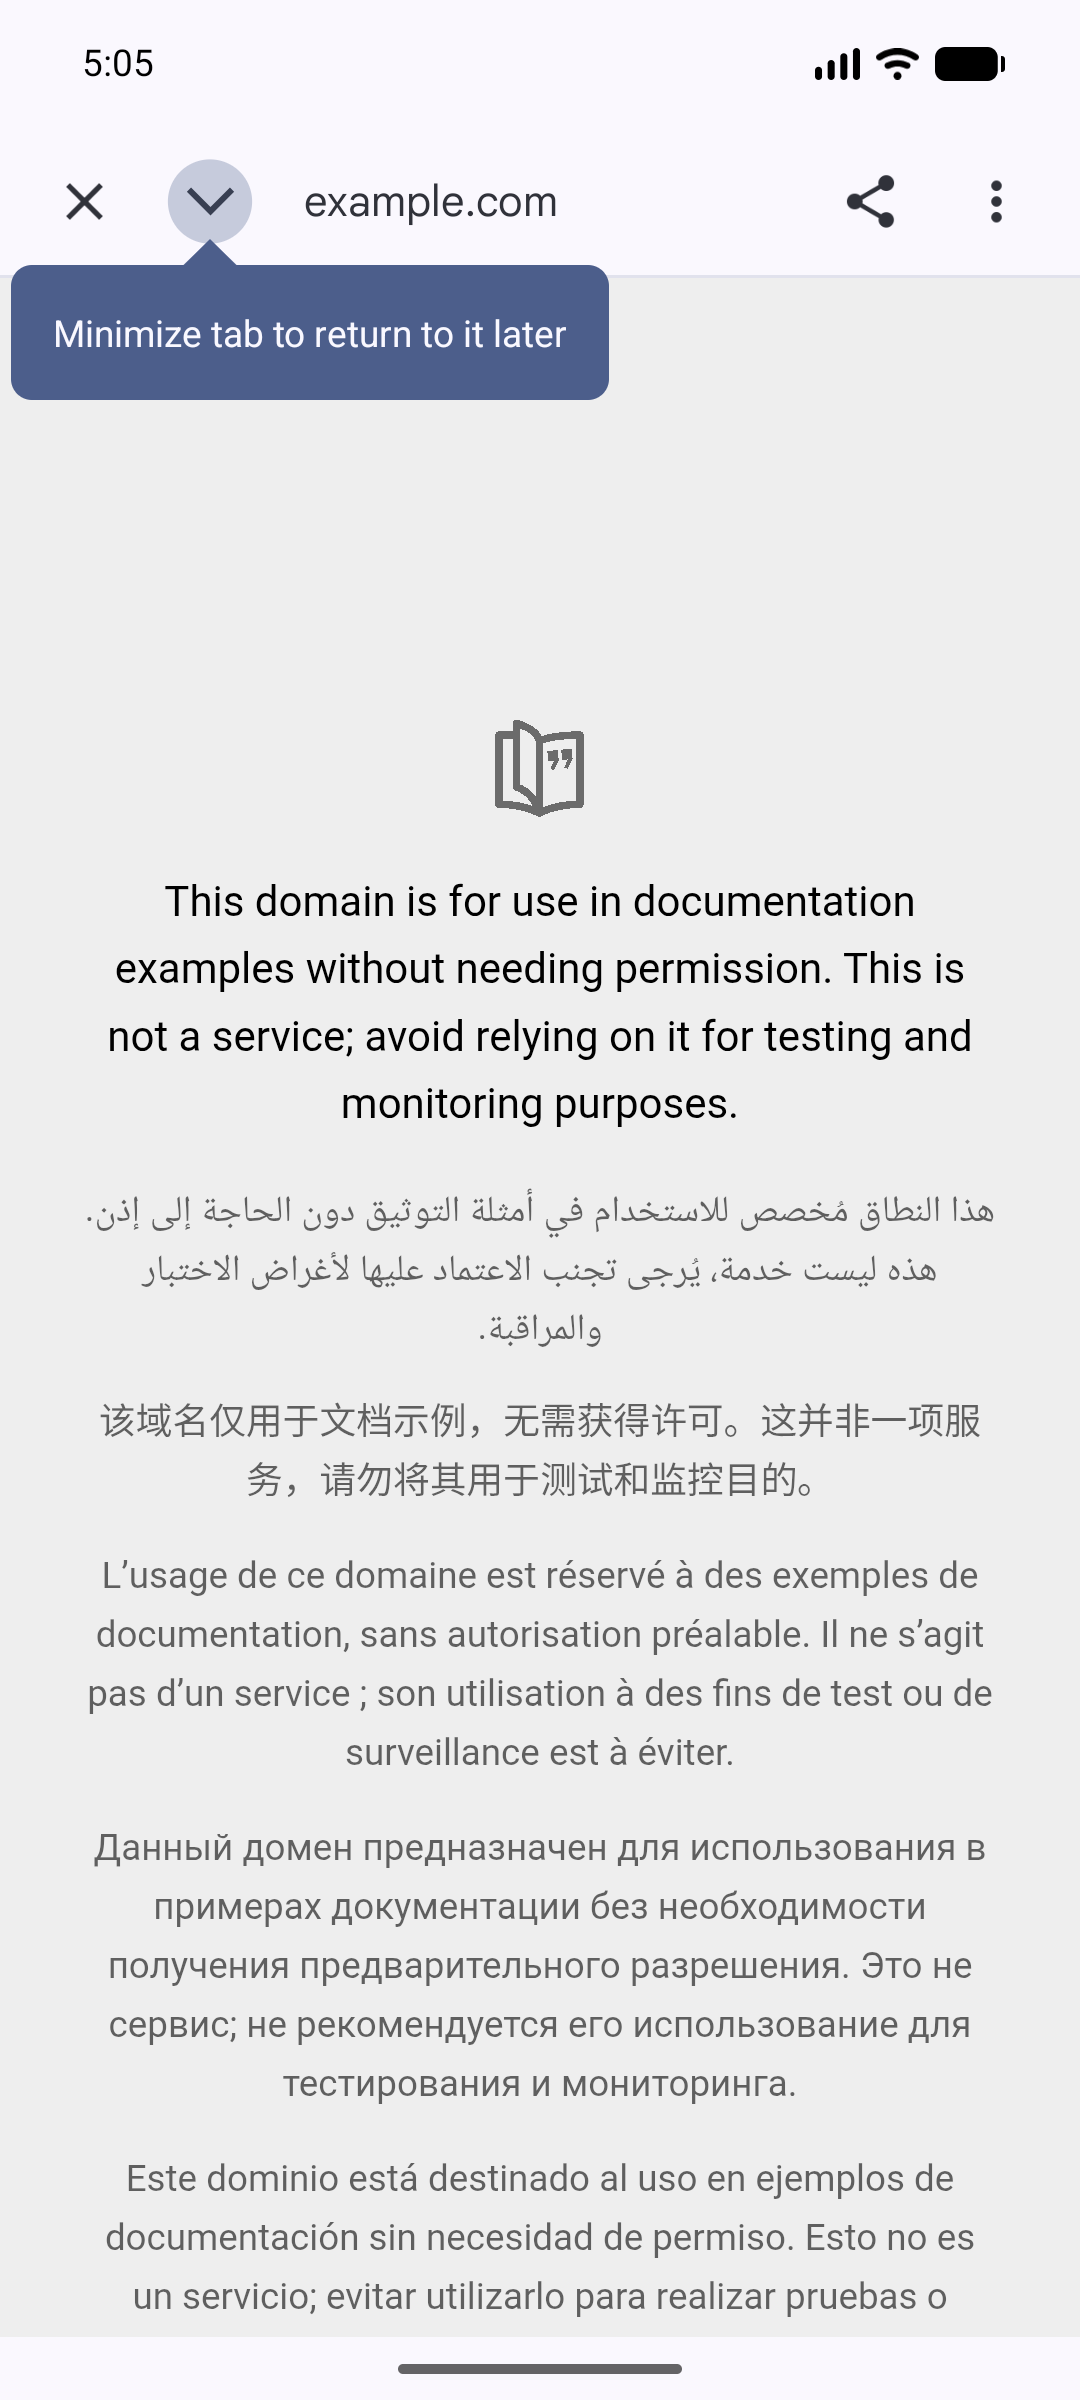 5:05
example.com
Minimize tab to return to it later
This domain is for use in documentation
examples without needing permission. This is
not a service; avoid relying on it for testing and
monitoring purposes.
هذا النطاق مُخصص للاستخدام في أمثلة التوثيق دون الحاجة إلى إذن.
هذه ليست خدمة، يُرجى تجنب الاعتماد عليها لأغراض الاختبار
والمراقبة.
该域名仅用于文档示例，无需获得许可。这并非一项服
务，请勿将其用于测试和监控目的。
L’usage de ce domaine est réservé à des exemples de
documentation, sans autorisation préalable. Il ne s’agit
pas d’un service ; son utilisation à des fins de test ou de
surveillance est à éviter.
Данный домен предназначен для использования в
примерах документации без необходимости
получения предварительного разрешения. Это не
сервис; не рекомендуется его использование для
тестирования и мониторинга.
Este dominio está destinado al uso en ejemplos de
documentación sin necesidad de permiso. Esto no es
un servicio; evitar utilizarlo para realizar pruebas o